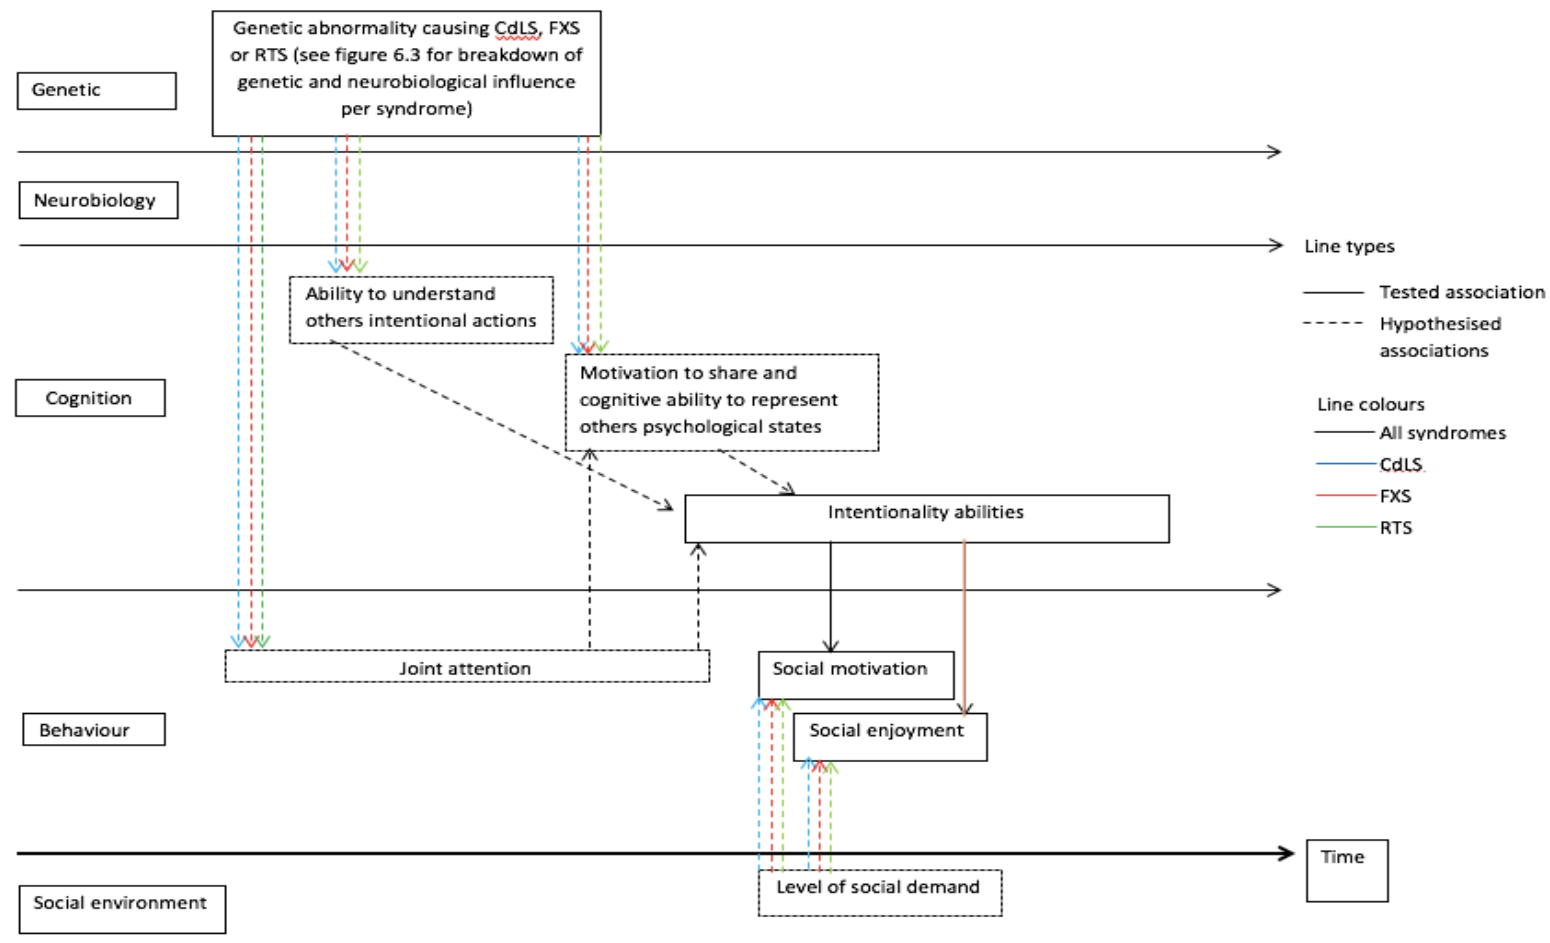 Genetic abnormality causing CdLS, FXS
or RTS (see figure 6.3 for breakdown of
genetic and neurobiological influence
per syndrome)
Genetic
Neurobiology
Line types
Tested association
Hypothesised
associations
Ability to understand
others intentional actions
Motivation to share and
cognitive ability to represent
others psychological states
Cognition
Line colours
All syndromes
CdLS
FXS
RTS
Intentionality abilities
Joint attention
Social motivation
Behaviour
Social enjoyment
Time
Level of social demand
Social environment